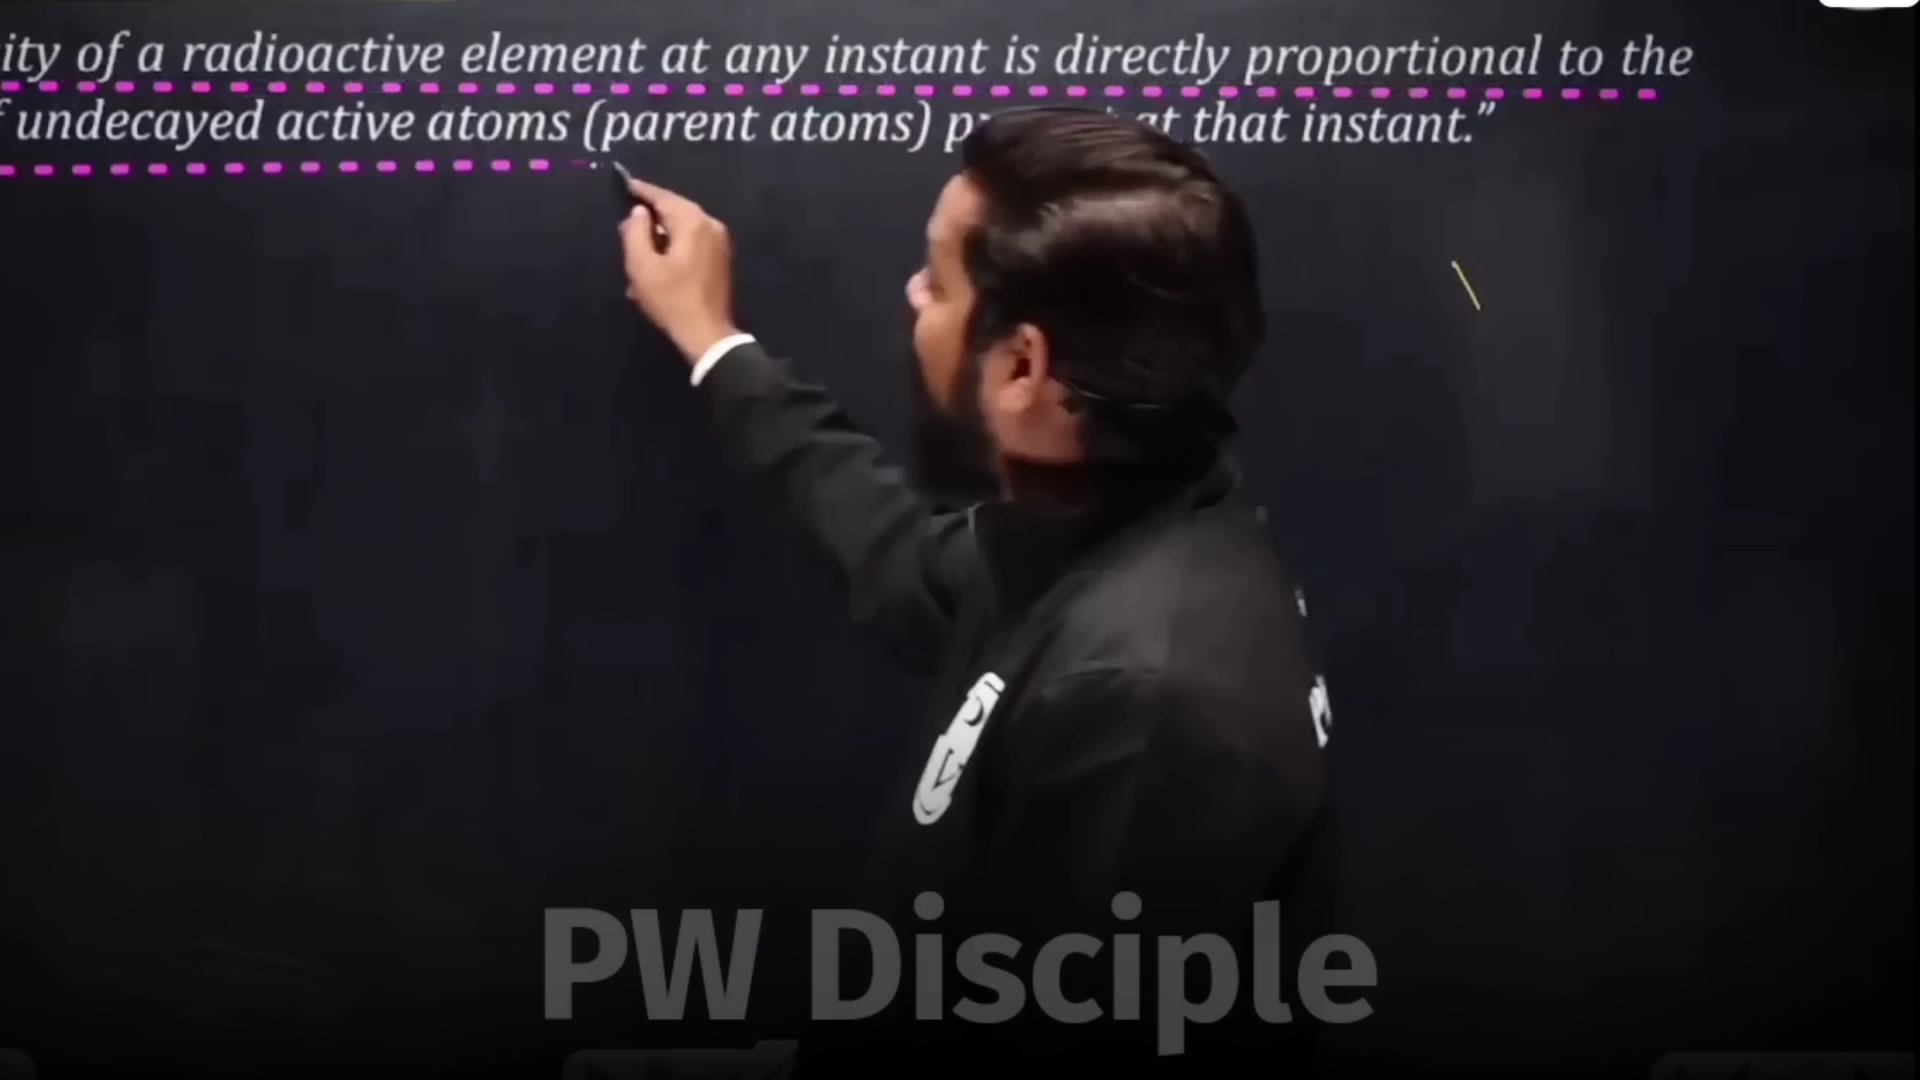 ity of a radioactive element at any instant is directly proportional to the
undecayed active atoms (parent atoms) at that instant.”
PW Disciple